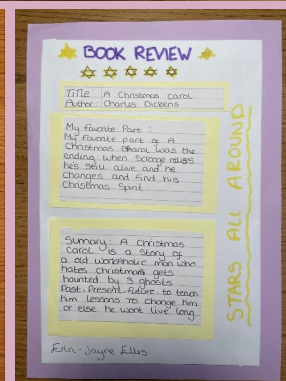 BOOK REVIEW
Title : A Christmas carol
Author : Charles Dickens
My favorite Part :
My favorate part of A
Christmas Carol was the
ending when Scrooge relises
he's still alive and he
changes and find his
Christmas Spirit.
Summary : A Christmas
Carol is a Story of
a old workaholic man who
hates christmas gets
haunted by 3 ghosts
Past, Present, Future, to teach
him lessons To change him
or else he wont live long
STARS ALL AROUND
Erin-Jayne Ellis